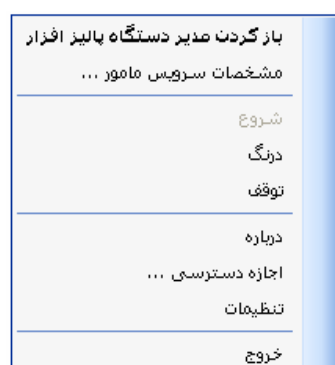 باز کردن مدیر دستگاه پالیز افزار
مشخصات سرویس مامور ...
شروع
درنگ
توقف
درباره
اجازه دسترسی ...
تنظیمات
خروج